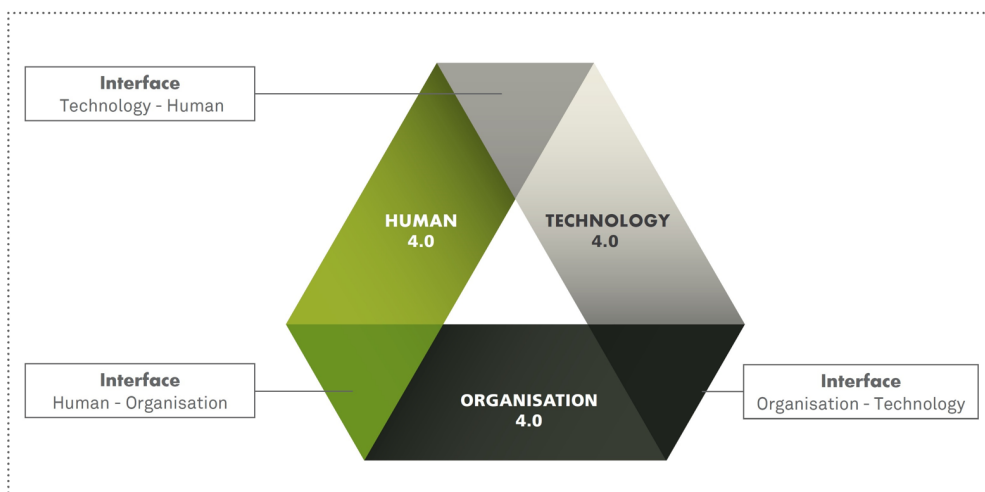 Interface
Technology - Human
HUMAN
4.0
TECHNOLOGY
4.0
Interface
Human - Organisation
ORGANISATION
4.0
Interface
Organisation - Technology